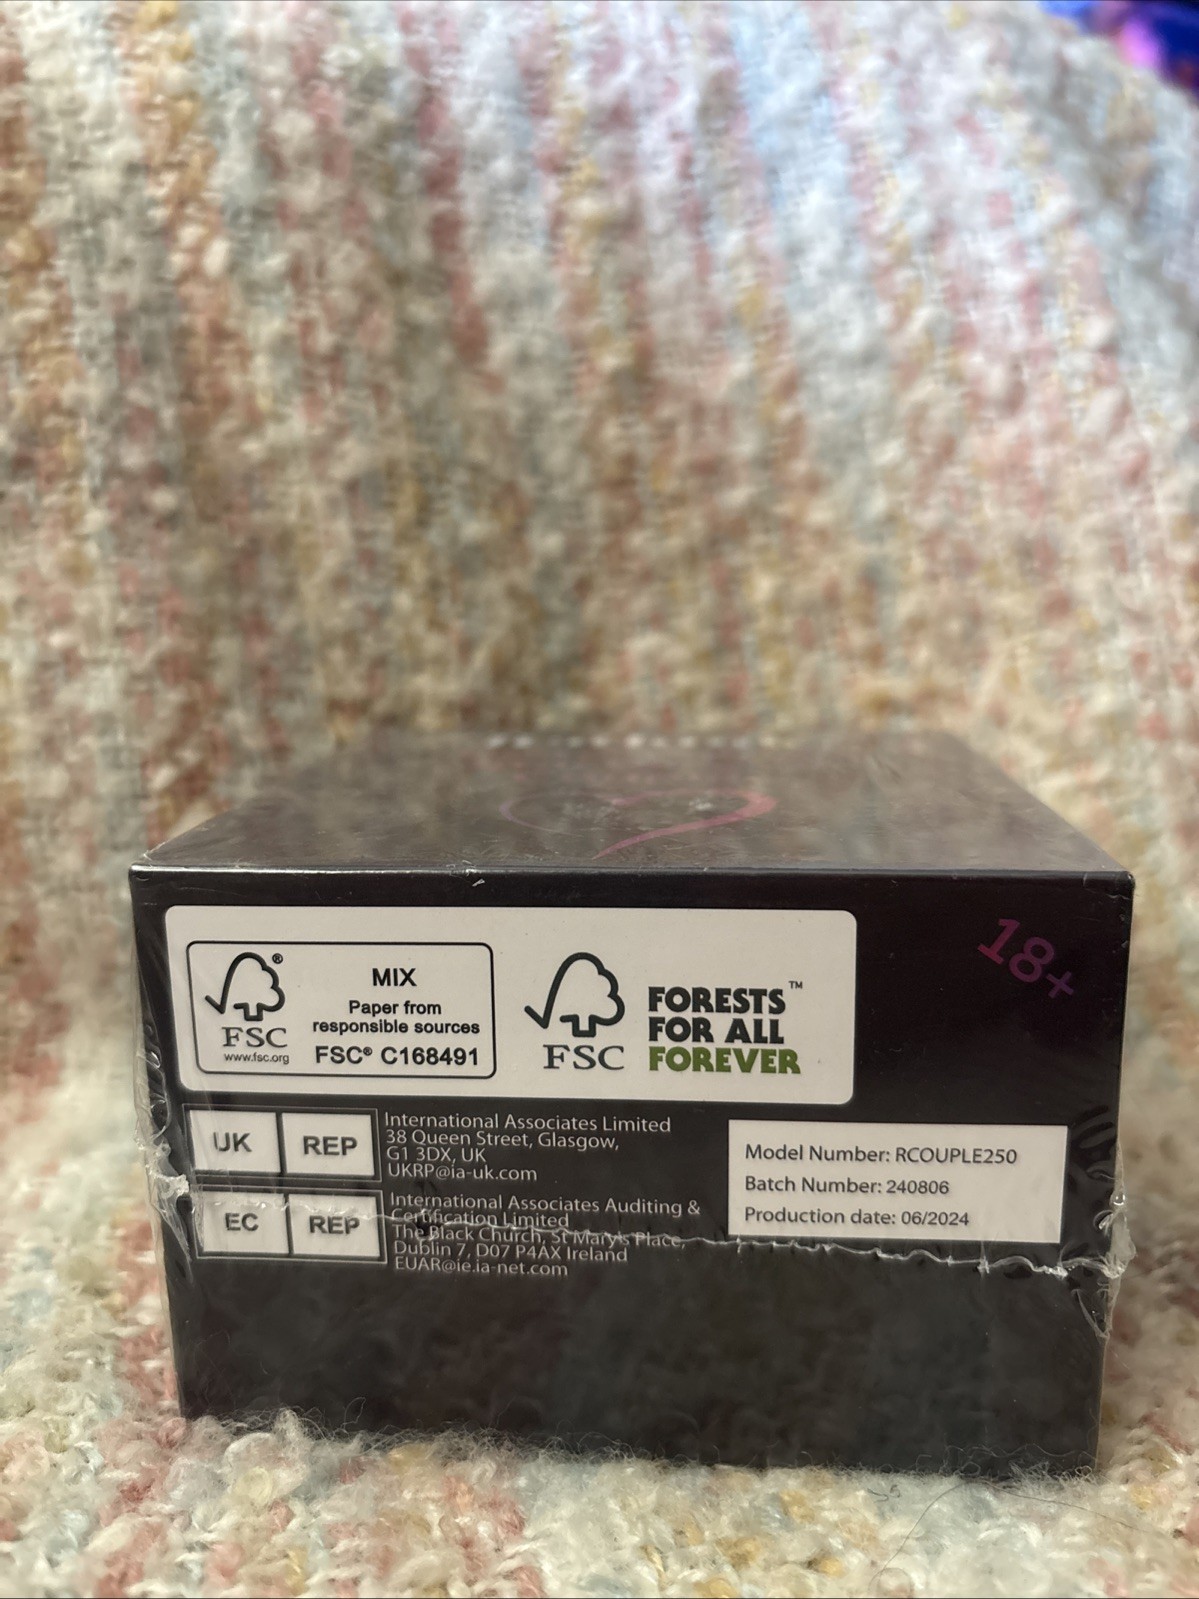 18+
FSC®
www.fsc.org
MIX
Paper from
responsible sources
FSC® C168491
FSC
FORESTS™
FOR ALL
FOREVER
UK REP
International Associates Limited
38 Queen Street, Glasgow,
G1 3DX, UK
UKRP@ia-uk.com
EC REP
International Associates Auditing &
Certification Limited
The Black Church, St Mary's Place,
Dublin 7, D07 P4AX Ireland
EUAR@ie.ia-net.com
Model Number: RCOUPLE250
Batch Number: 240806
Production date: 06/2024